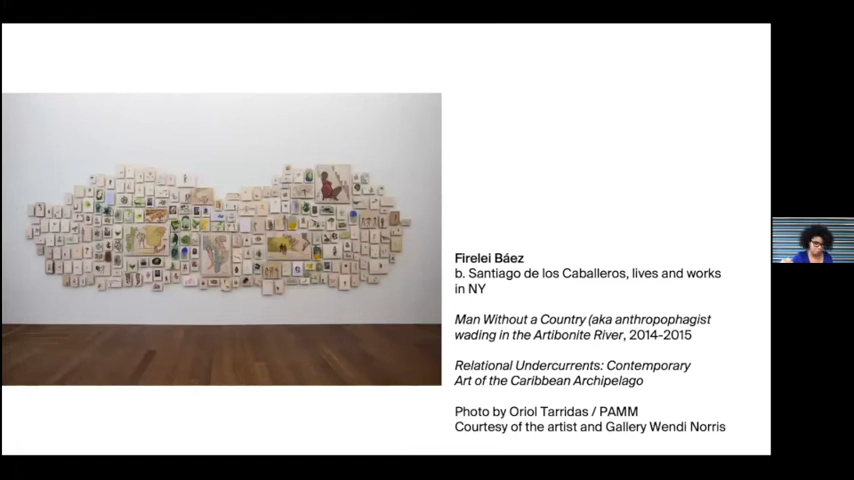 Firelei Báez
b. Santiago de los Caballeros, lives and works
in NY
Man Without a Country (aka anthropophagist
wading in the Artibonite River, 2014-2015
Relational Undercurrents: Contemporary
Art of the Caribbean Archipelago
Photo by Oriol Tarridas / PAMM
Courtesy of the artist and Gallery Wendi Norris